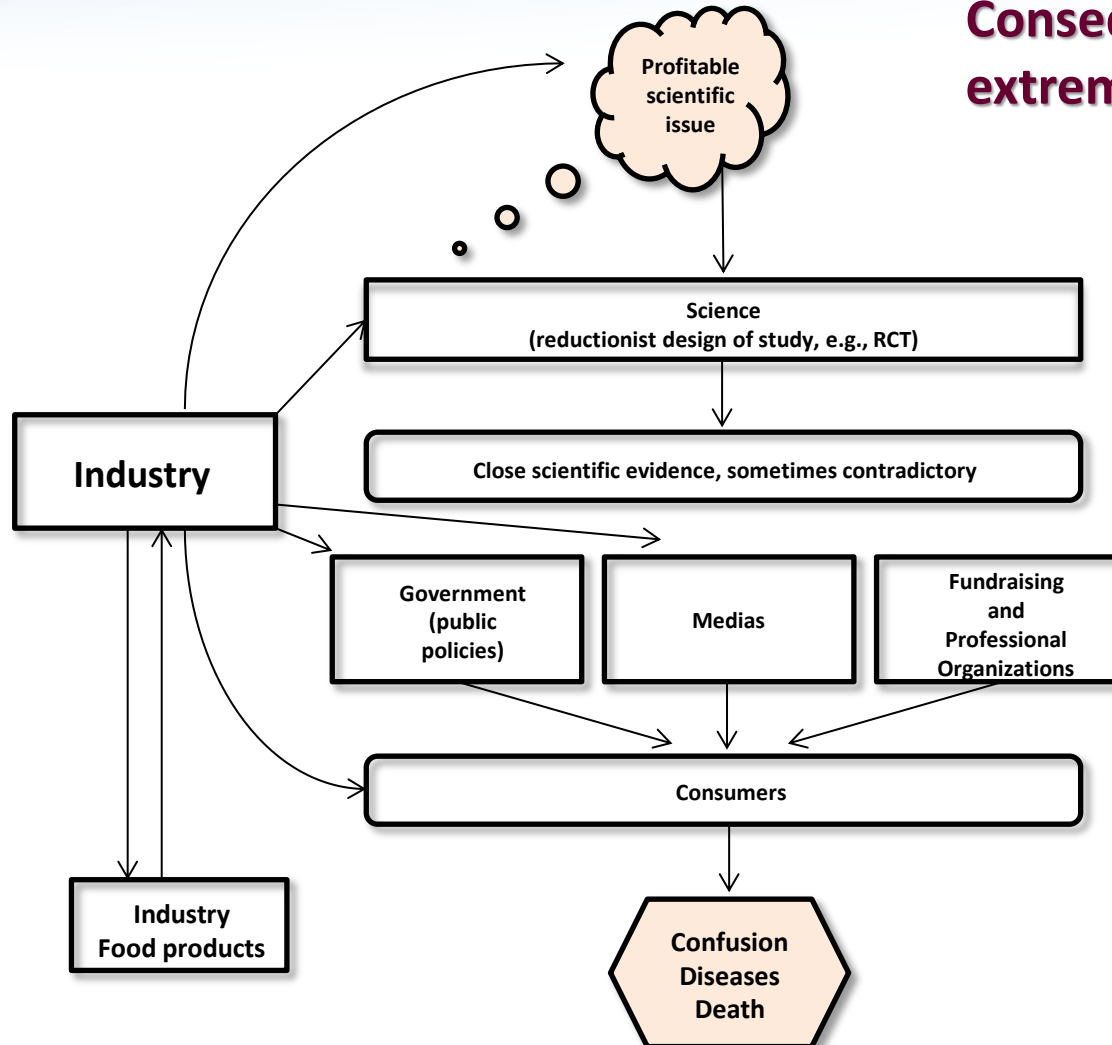 Consec
extrem
Profitable
scientific
issue
Science
(reductionist design of study, e.g., RCT)
Industry
Close scientific evidence, sometimes contradictory
Government
(public
policies)
Medias
Fundraising
and
Professional
Organizations
Consumers
Industry
Food products
Confusion
Diseases
Death